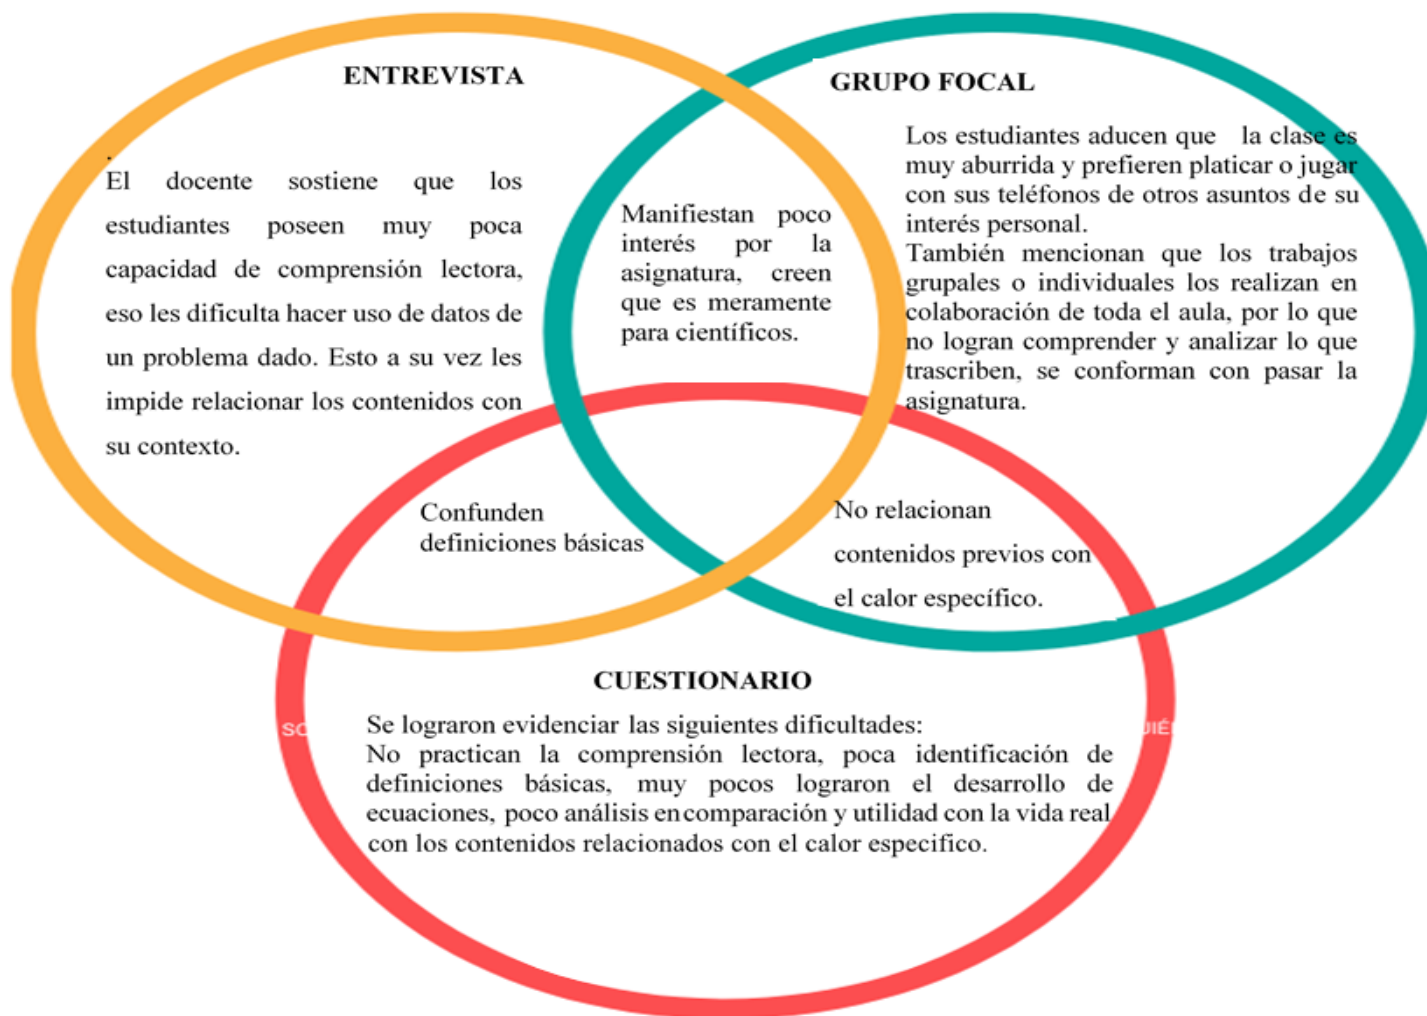 ENTREVISTA
.
El docente sostiene que los
estudiantes poseen muy poca
capacidad de comprensión lectora,
eso les dificulta hacer uso de datos de
un problema dado. Esto a su vez les
impide relacionar los contenidos con
su contexto.
GRUPO FOCAL
Los estudiantes aducen que la clase es
muy aburrida y prefieren platicar o jugar
con sus teléfonos de otros asuntos de su
interés personal.
También mencionan que los trabajos
grupales o individuales los realizan en
colaboración de toda el aula, por lo que
no logran comprender y analizar lo que
trascriben, se conforman con pasar la
asignatura.
Manifiestan poco
interés por la
asignatura, creen
que es meramente
para científicos.
Confunden
definiciones básicas
No relacionan
contenidos previos con
el calor específico.
CUESTIONARIO
Se lograron evidenciar las siguientes dificultades:
No practican la comprensión lectora, poca identificación de
definiciones básicas, muy pocos lograron el desarrollo de
ecuaciones, poco análisis en comparación y utilidad con la vida real
con los contenidos relacionados con el calor especifico.